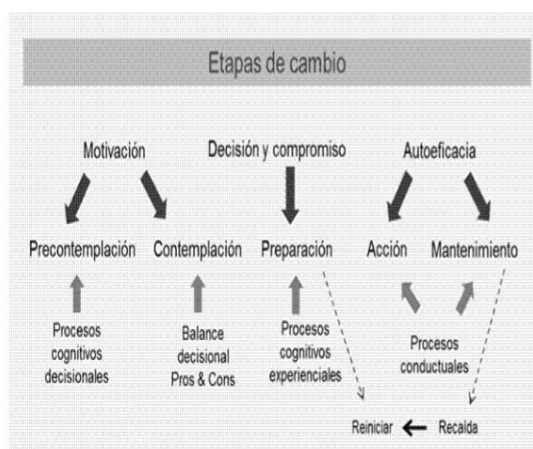 Etapas de cambio
Motivación
Decisión y compromiso
Autoeficacia
Precontemplación
Contemplación
Preparación
Acción
Mantenimiento
Procesos
cognitivos
decisionales
Balance
decisional
Pros & Cons
Procesos
cognitivos
experienciales
Procesos
conductuales
Reiniciar
Recaída